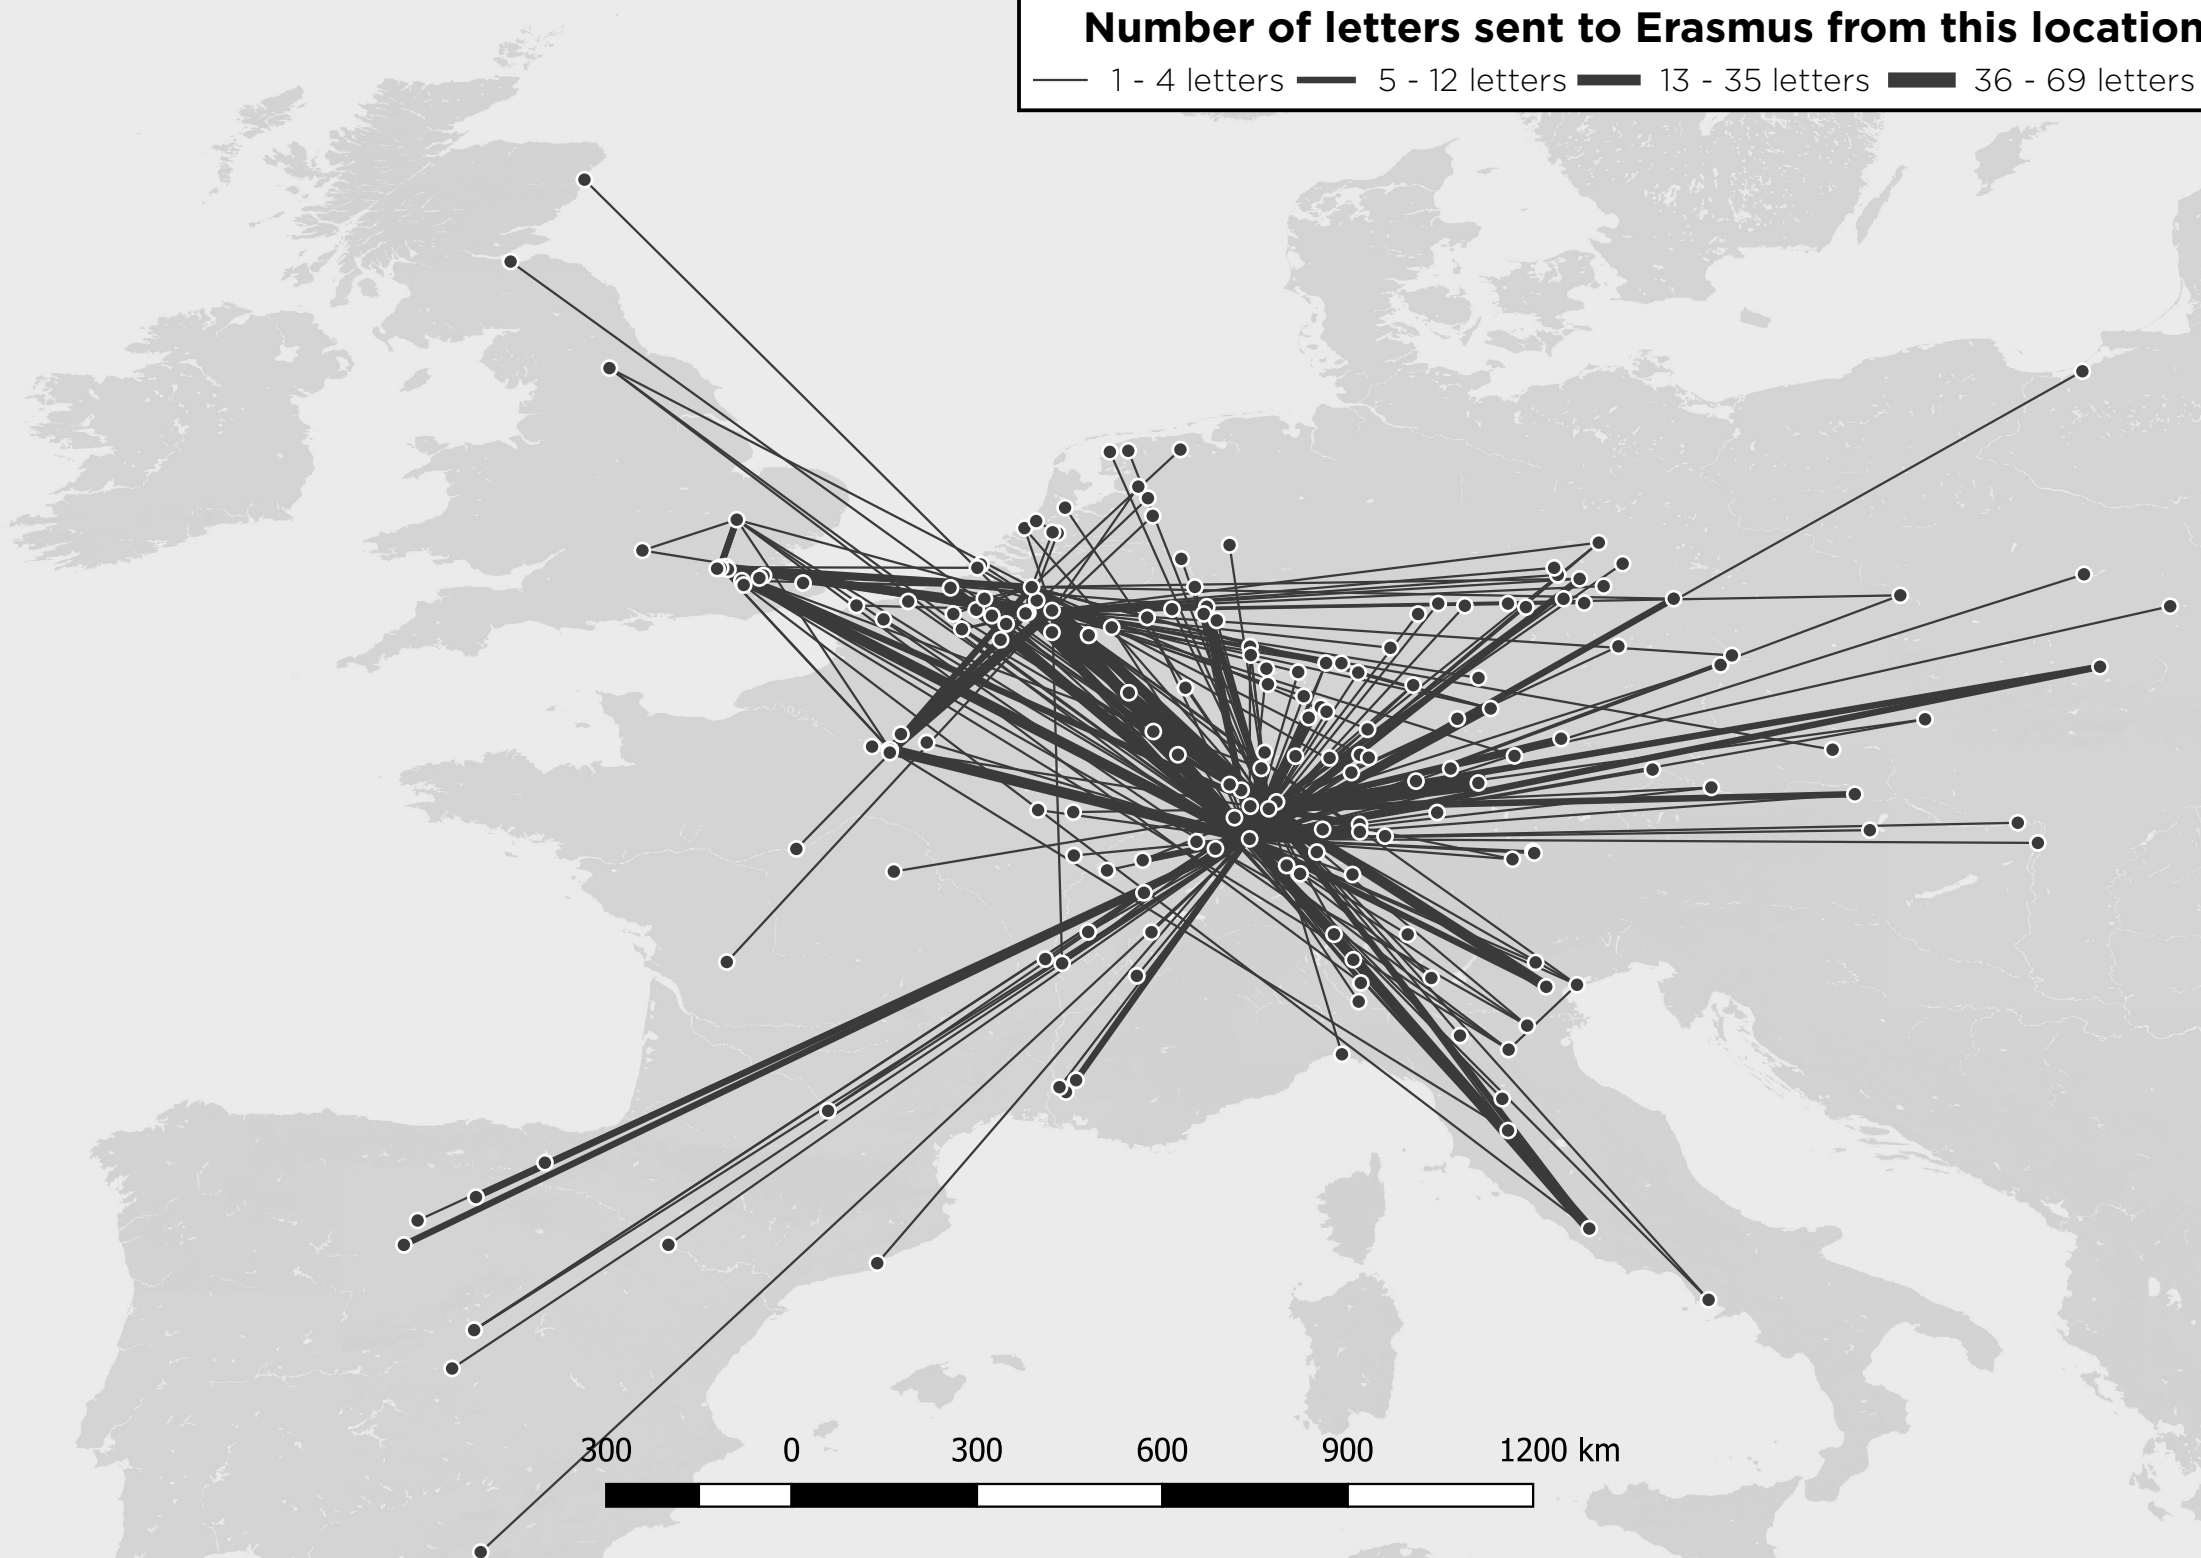 Number of letters sent to Erasmus from this location
1 - 4 letters 5 - 12 letters 13 - 35 letters 36 - 69 letters
300 0 300 600 900 1200 km